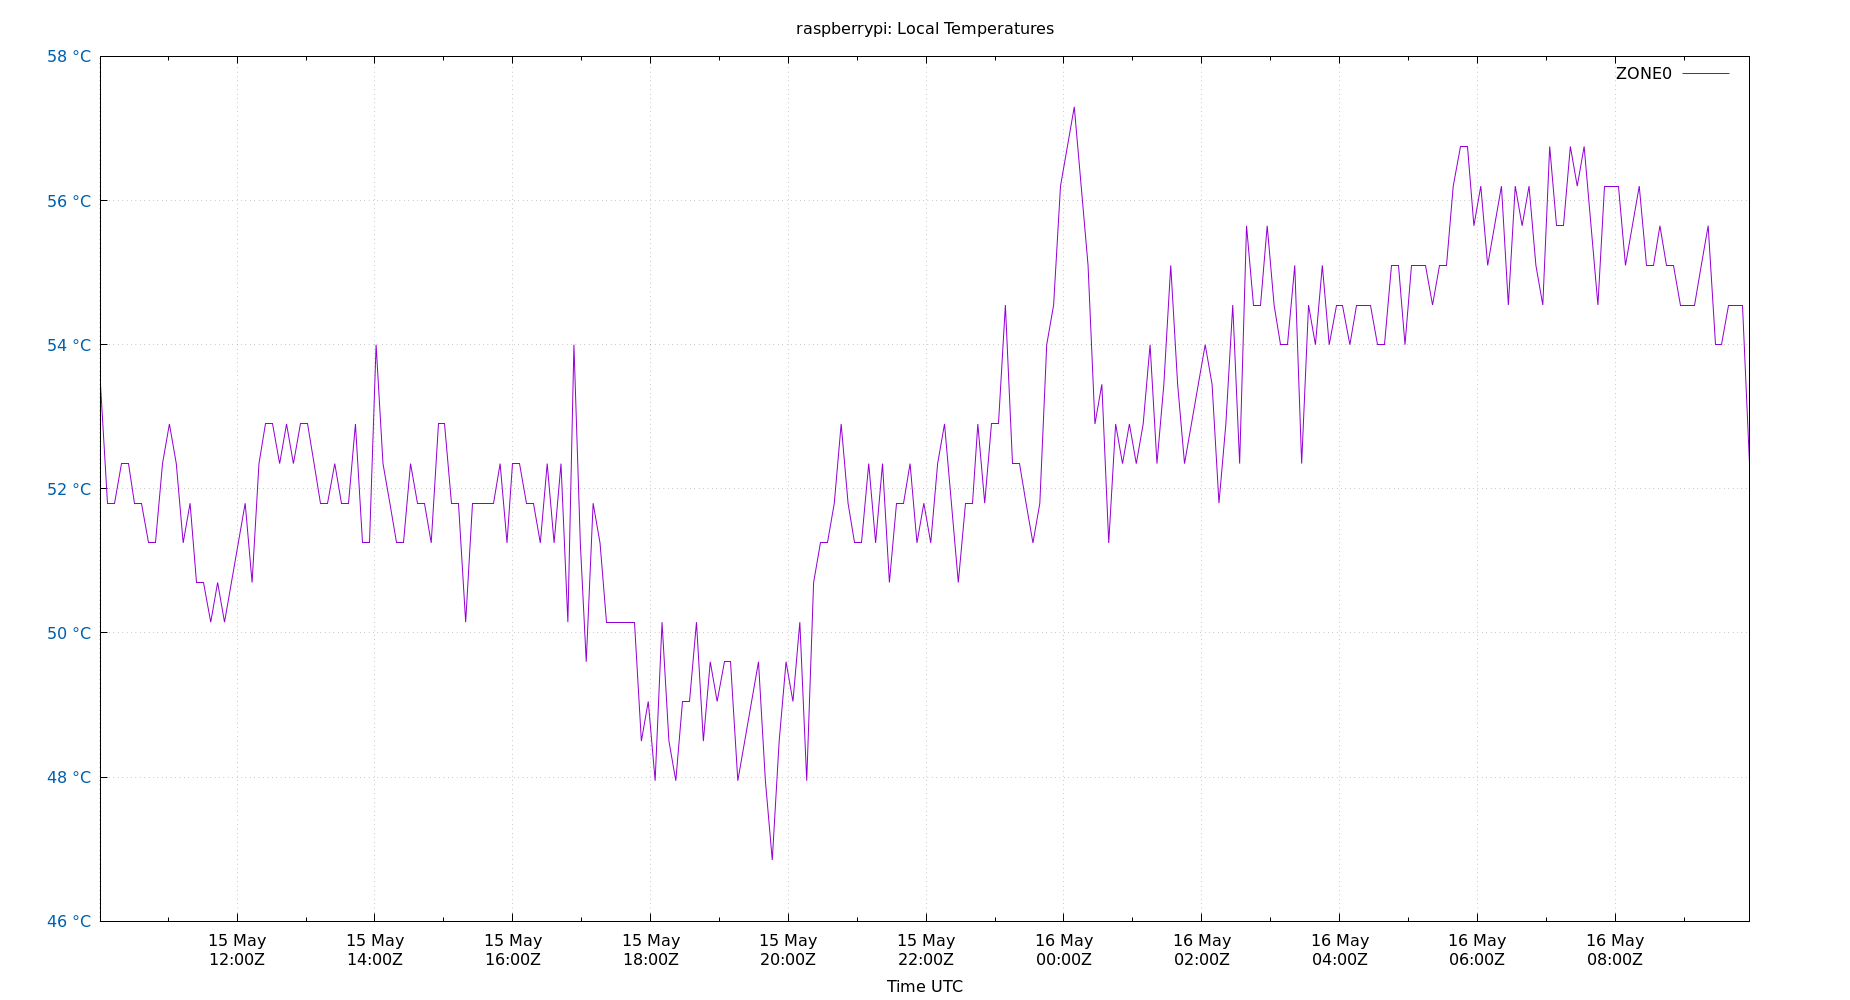 raspberrypi: Local Temperatures
58 °C
ZONE0
56 °C
54 °C
52 °C
50 °C
48 °C
46 °C
15 May 15 May 15 May 15 May 15 May 15 May 16 May 16 May 16 May 16 May 16 May
12:00Z 14:00Z 16:00Z 18:00Z 20:00Z 22:00Z 00:00Z 02:00Z 04:00Z 06:00Z 08:00Z
Time UTC